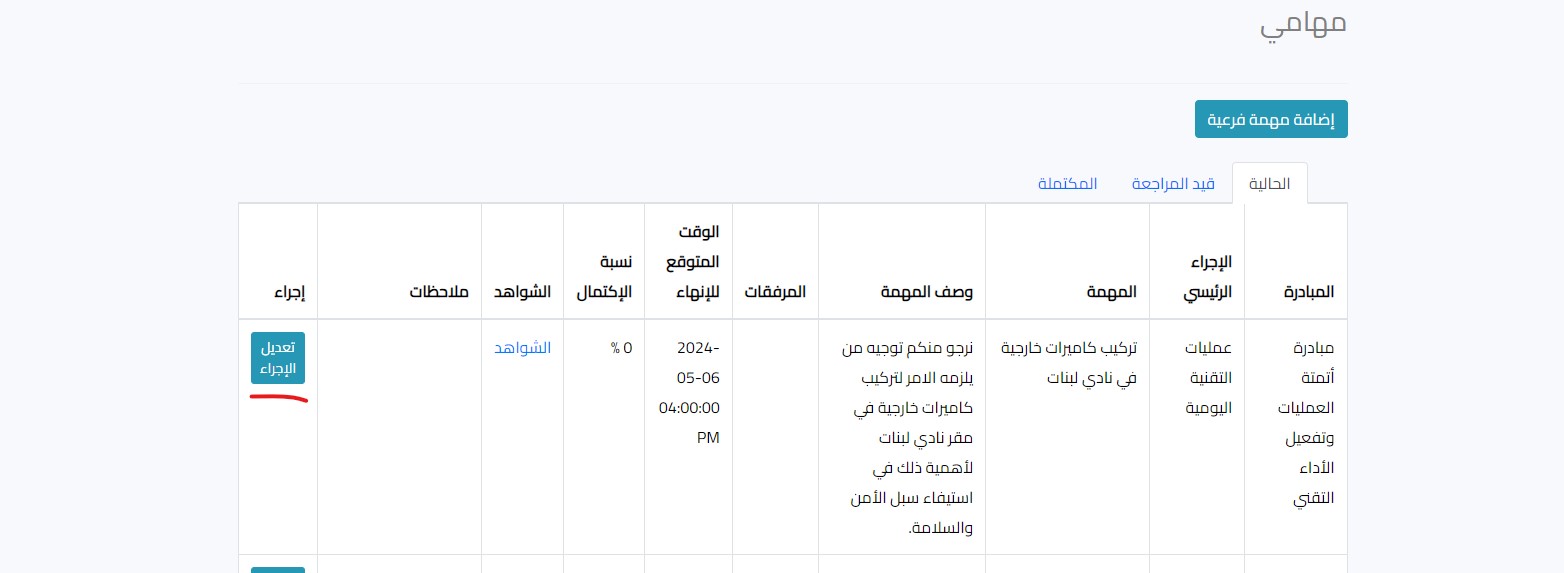 مهامي
إضافة مهمة فرعية
الحالية
قيد المراجعة
المكتملة
المبادرة
الإجراء
الرئيسي
المهمة
وصف المهمة
المرفقات
الوقت
المتوقع
للإنهاء
نسبة
الإكتمال
الشواهد
ملاحظات
إجراء
مبادرة
أتمتة
العمليات
وتفعيل
الأداء
التقني
عمليات
التقنية
اليومية
تركيب كاميرات خارجية
في نادي لبنات
نرجو منكم توجيه من
يلزمه الامر لتركيب
كاميرات خارجية في
مقر نادي لبنات
لأهمية ذلك في
استيفاء سبل الأمن
والسلامة.
2024-
05-06
04:00:00
PM
0 %
الشواهد
تعديل
الإجراء